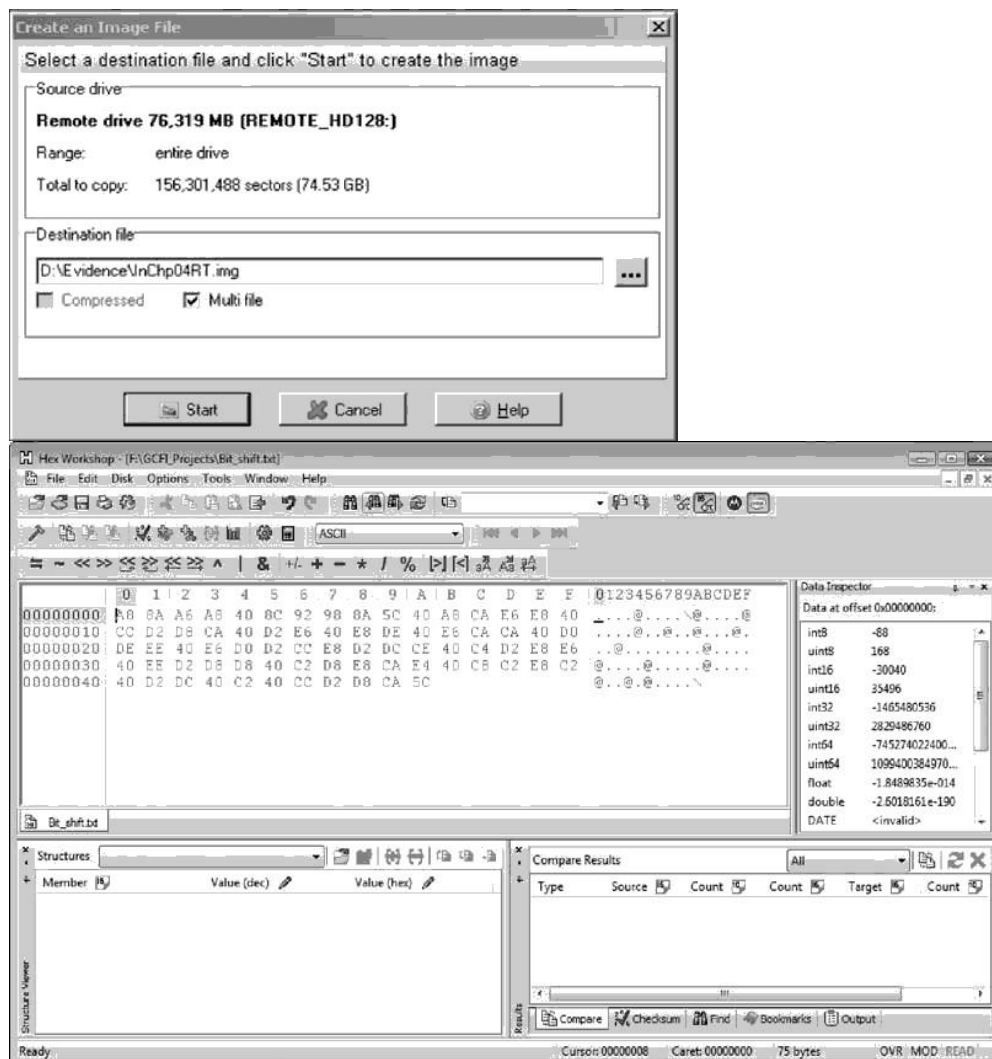 Create an Image File
Select a destination file and click "Start" to create the image
Source drive
Remote drive 76,319 MB (REMOTE_HD128:)
Range: entire drive
Total to copy: 156,301,488 sectors (74.53 GB)
Destination file
D:\Evidence\InChp04RT.img
...
Compressed Multi file
Start Cancel Help
Hex Workshop - [F:\GCFI_Projects\Bit_shift.txt]
File Edit Disk Options Tools Window Help
ASCII
0 1 2 3 4 5 6 7 8 9 A B C D E F 0123456789ABCDEF
00000000 A8 8A A6 A8 40 8C 92 98 8A 5C 40 A8 CA E6 E8 40 ....@....\@....@
00000010 CC D2 D8 CA 40 D2 E6 40 E8 DE 40 E6 CA CA 40 D0 ....@..@..@...@.
00000020 DE EE 40 E6 D0 D2 CC E8 D2 DC CE 40 C4 D2 E8 E6 ..@........@....
00000030 40 EE D2 D8 D8 40 C2 D8 E8 CA E4 40 C8 C2 E8 C2 @....@.....@....
00000040 40 D2 DC 40 C2 40 CC D2 D8 CA 5C @..@.@....\
Data Inspector
Data at offset 0x00000000:
int8 -88
uint8 168
int16 -30040
uint16 35496
int32 -1465480536
uint32 2829486760
int64 -745274022400...
uint64 1099400384970...
float -1.8489835e-014
double -2.6018161e-190
DATE <invalid>
Bit_shift.txt
Structures
Member Value (dec) Value (hex)
Structure Viewer
Compare Results All
Type Source Count Count Target Count
Results
Compare Checksum Find Bookmarks Output
Ready Cursor: 00000008 Caret: 00000000 75 bytes OVR MOD READ